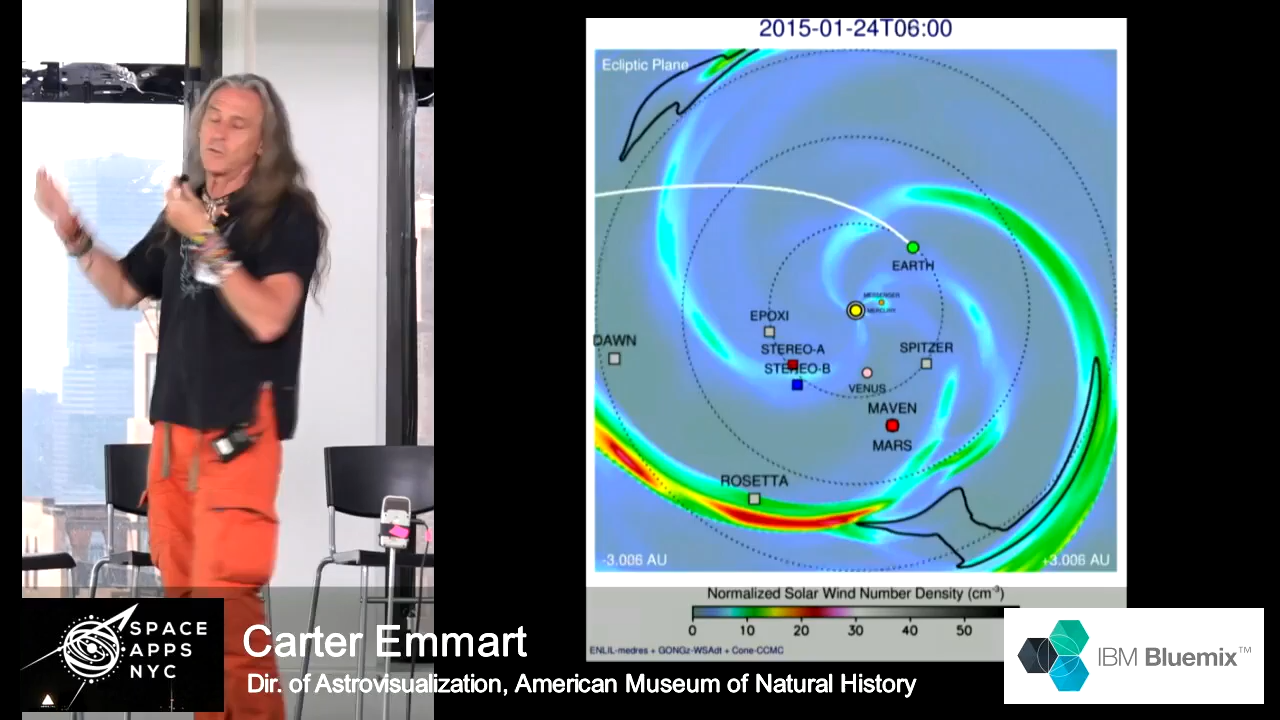 2015-01-24T06:00
Ecliptic Plane
EARTH
MESSENGER
MERCURY
EPOXI
DAWN
STEREO-A
SPITZER
STEREO-B
VENUS
MAVEN
MARS
ROSETTA
-3.006 AU
+3.006 AU
Normalized Solar Wind Number Density (cm-3)
0 10 20 30 40 50
ENLIL-medres + GONGz-WSAdt + Cone-CCMC
SPACE
APPS
NYC
Carter Emmart
Dir. of Astrovisualization, American Museum of Natural History
IBM Bluemix™